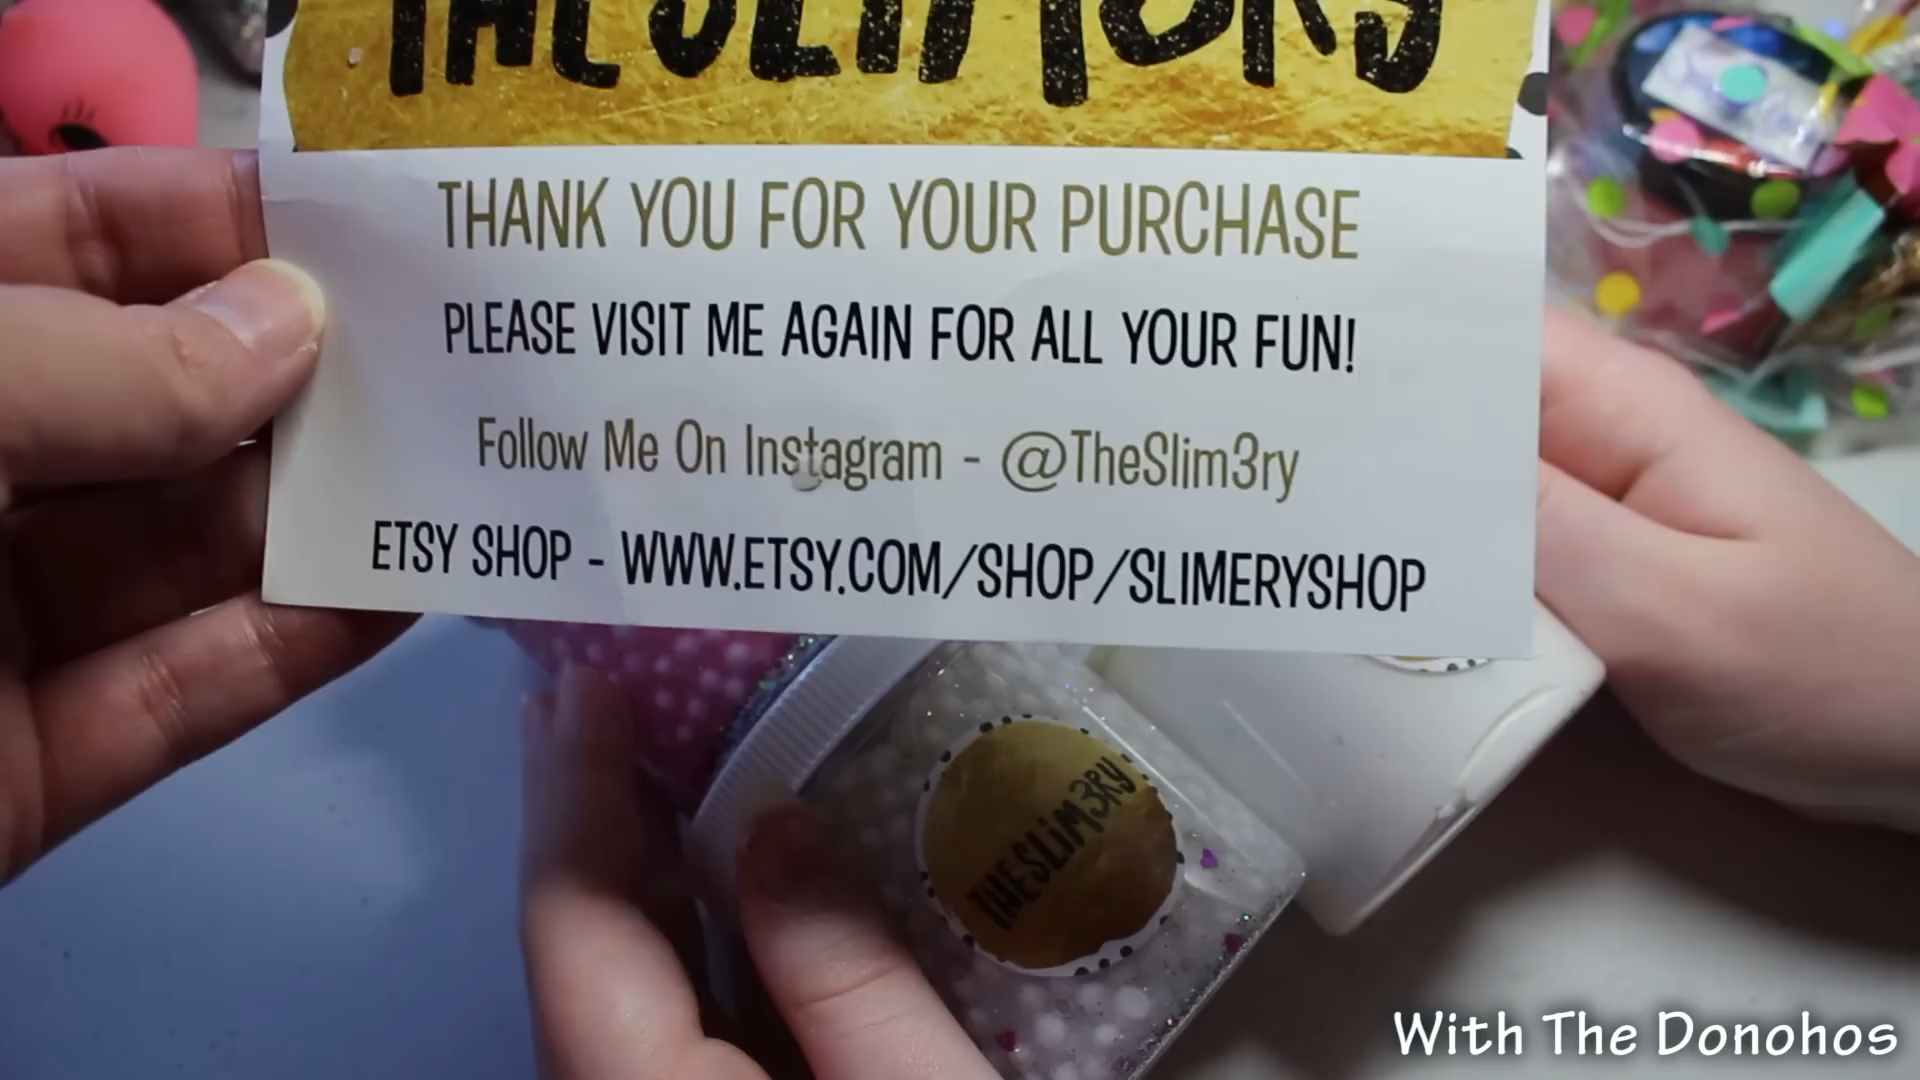 THESLIM3RY
THANK YOU FOR YOUR PURCHASE
PLEASE VISIT ME AGAIN FOR ALL YOUR FUN!
Follow Me On Instagram - @TheSlim3ry
ETSY SHOP - WWW.ETSY.COM/SHOP/SLIMERYSHOP
THESLiM3RY
With The Donohos